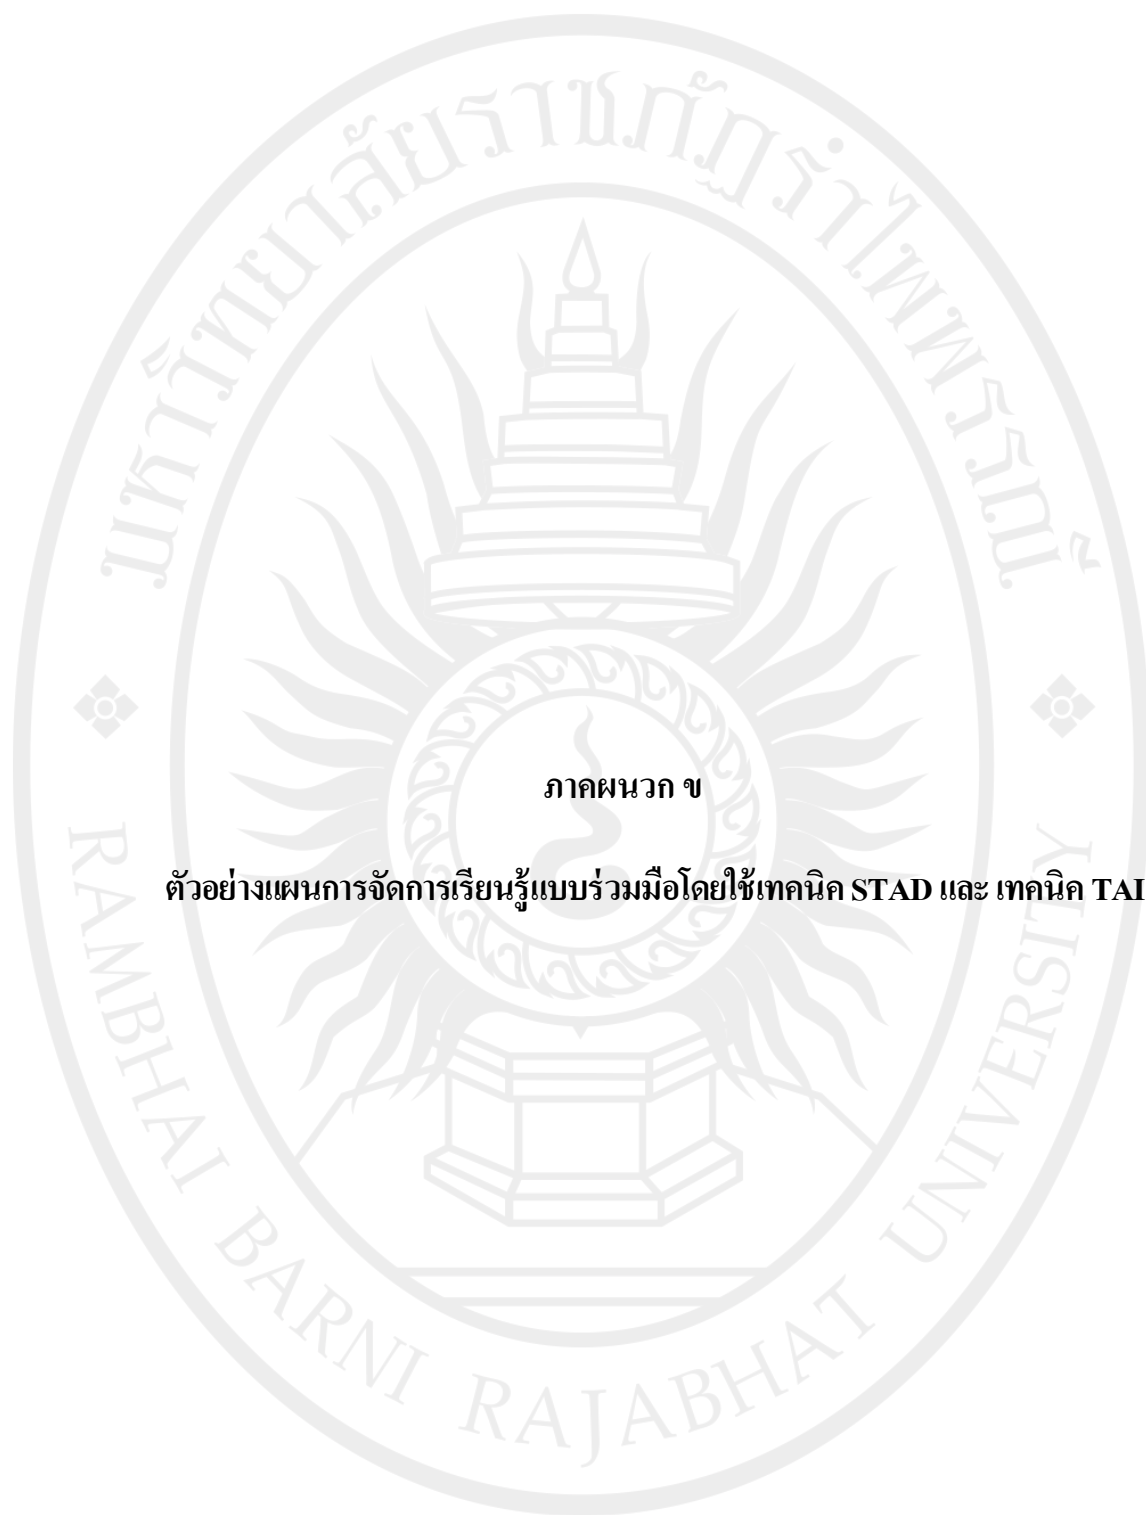 มหาวิทยาลัยราชภัฏรำไพพรรณี
ภาคผนวก ข
ตัวอย่างแผนการจัดการเรียนรู้แบบร่วมมือโดยใช้เทคนิค STAD และ เทคนิค TAI
RAMBHAI BARNI RAJABHAT UNIVERSITY